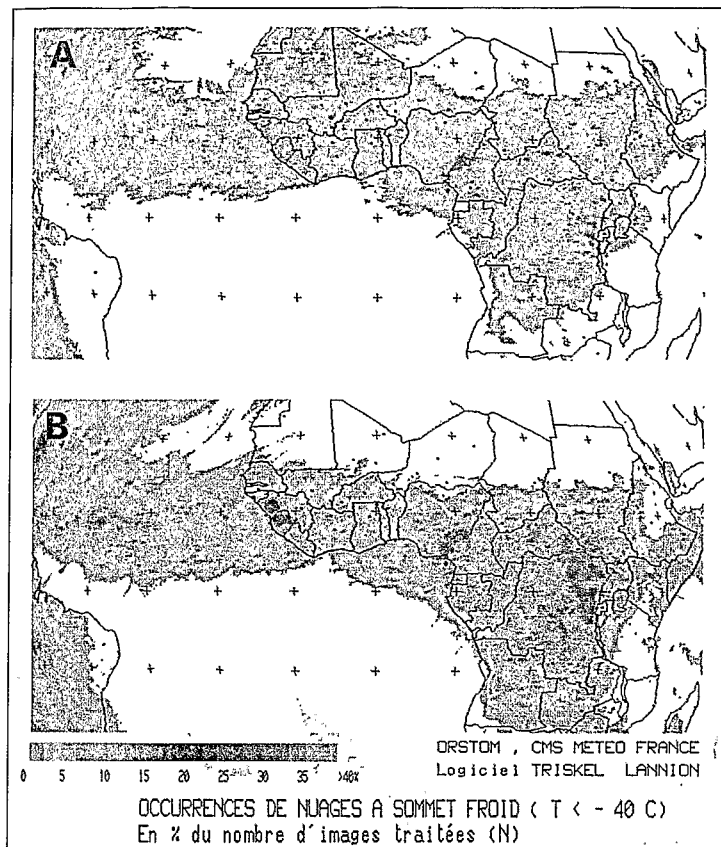 A
B
ORSTOM , CMS METEO FRANCE
Logiciel TRISKEL LANNION
0 5 10 15 20 25 30 35 >40%
OCCURRENCES DE NUAGES A SOMMET FROID ( T < - 40 C)
En % du nombre d'images traitées (N)